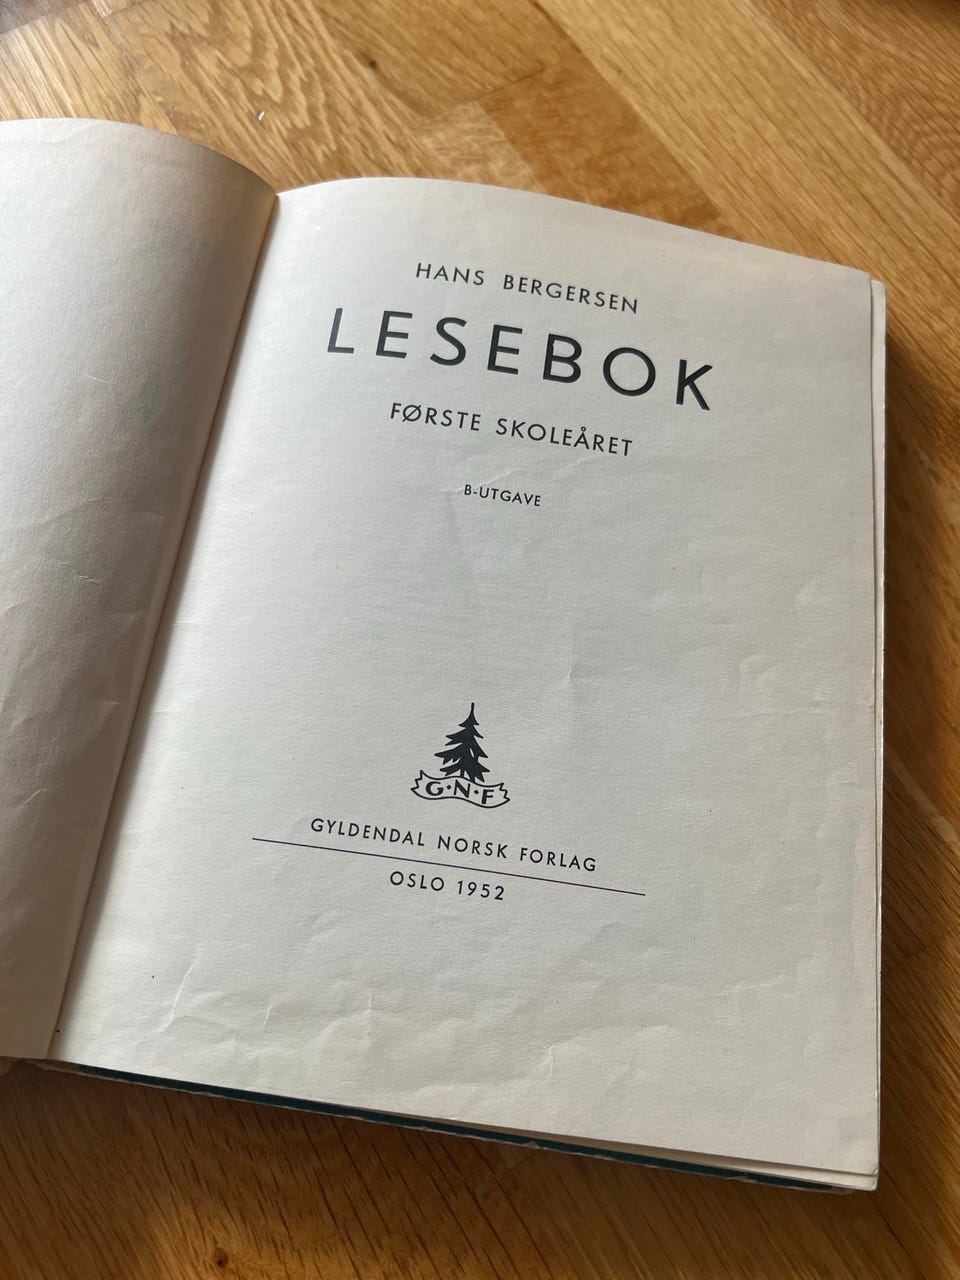 HANS BERGERSEN
LESEBOK
FØRSTE SKOLEÅRET
B-UTGAVE
G·N·F
GYLDENDAL NORSK FORLAG
OSLO 1952